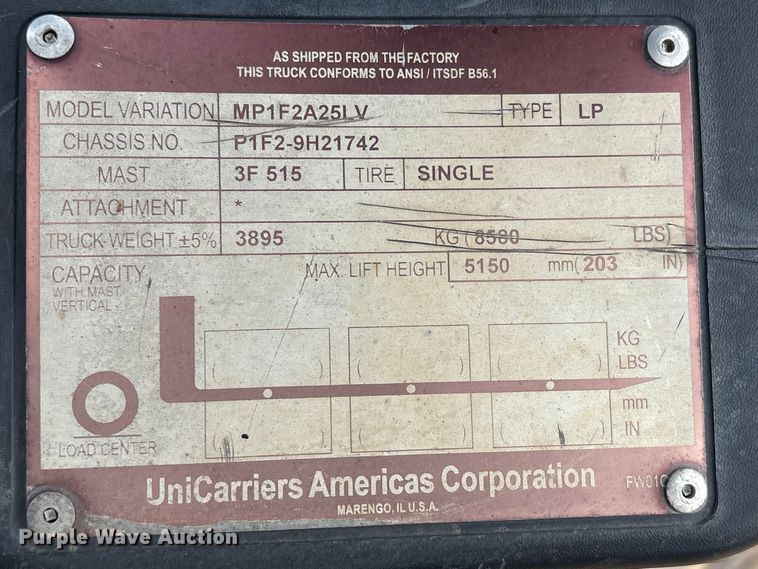 AS SHIPPED FROM THE FACTORY
THIS TRUCK CONFORMS TO ANSI / ITSDF B56.1
MODEL VARIATION MP1F2A25LV TYPE LP
CHASSIS NO. P1F2-9H21742
MAST 3F 515 TIRE SINGLE
ATTACHMENT *
TRUCK WEIGHT ±5% 3895 KG ( 8580 LBS)
CAPACITY MAX. LIFT HEIGHT 5150 mm( 203 IN)
WITH MAST
VERTICAL
KG
( ) ( ) ( ) LBS
mm
( ) ( ) ( ) IN
LOAD CENTER
UniCarriers Americas Corporation
MARENGO, IL U.S.A.
Purple Wave Auction